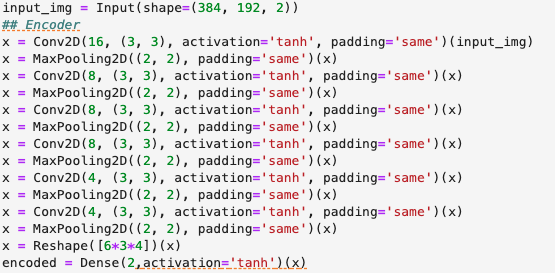 input_img = Input(shape=(384, 192, 2))
## Encoder
x = Conv2D(16, (3, 3), activation='tanh', padding='same')(input_img)
x = MaxPooling2D((2, 2), padding='same')(x)
x = Conv2D(8, (3, 3), activation='tanh', padding='same')(x)
x = MaxPooling2D((2, 2), padding='same')(x)
x = Conv2D(8, (3, 3), activation='tanh', padding='same')(x)
x = MaxPooling2D((2, 2), padding='same')(x)
x = Conv2D(8, (3, 3), activation='tanh', padding='same')(x)
x = MaxPooling2D((2, 2), padding='same')(x)
x = Conv2D(4, (3, 3), activation='tanh', padding='same')(x)
x = MaxPooling2D((2, 2), padding='same')(x)
x = Conv2D(4, (3, 3), activation='tanh', padding='same')(x)
x = MaxPooling2D((2, 2), padding='same')(x)
x = Reshape([6*3*4])(x)
encoded = Dense(2,activation='tanh')(x)